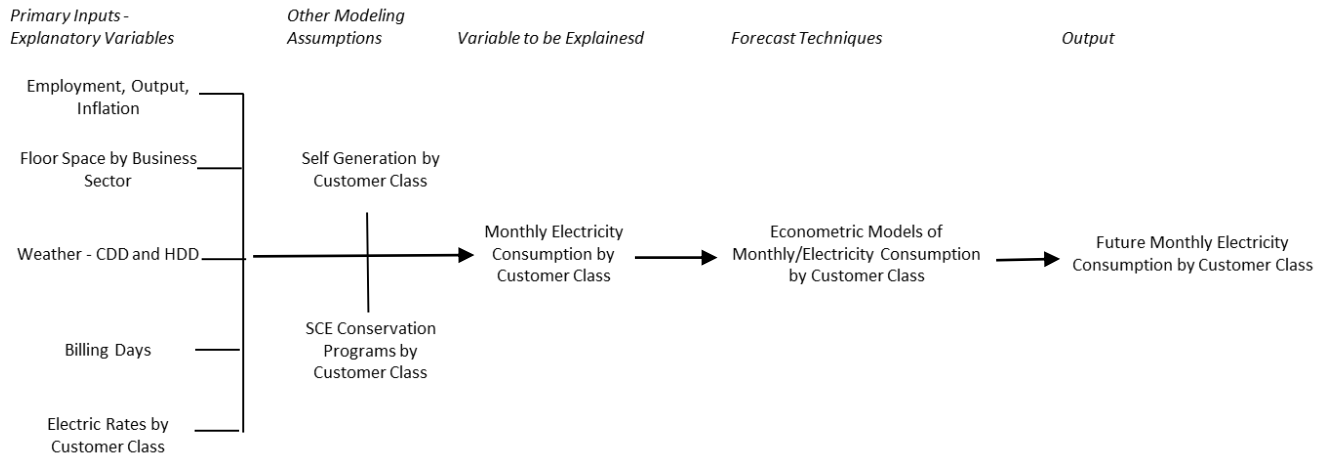 Primary Inputs -
Explanatory Variables
Other Modeling
Assumptions
Variable to be Explainesd
Forecast Techniques
Output
Employment, Output,
Inflation
Floor Space by Business
Sector
Weather - CDD and HDD
Billing Days
Electric Rates by
Customer Class
Self Generation by
Customer Class
SCE Conservation
Programs by
Customer Class
Monthly Electricity
Consumption by
Customer Class
Econometric Models of
Monthly/Electricity Consumption
by Customer Class
Future Monthly Electricity
Consumption by Customer Class